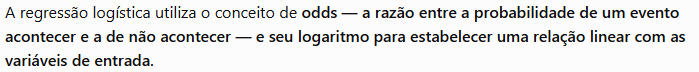 A regressão logística utiliza o conceito de odds — a razão entre a probabilidade de um evento
acontecer e a de não acontecer — e seu logaritmo para estabelecer uma relação linear com as
variáveis de entrada.